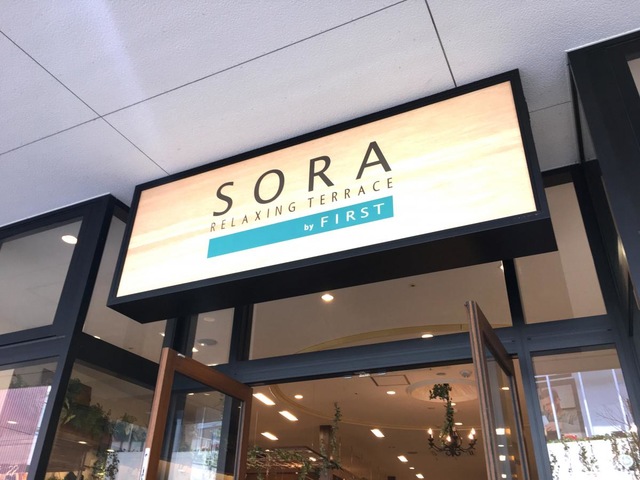 SORA
RELAXING TERRACE
by FIRST